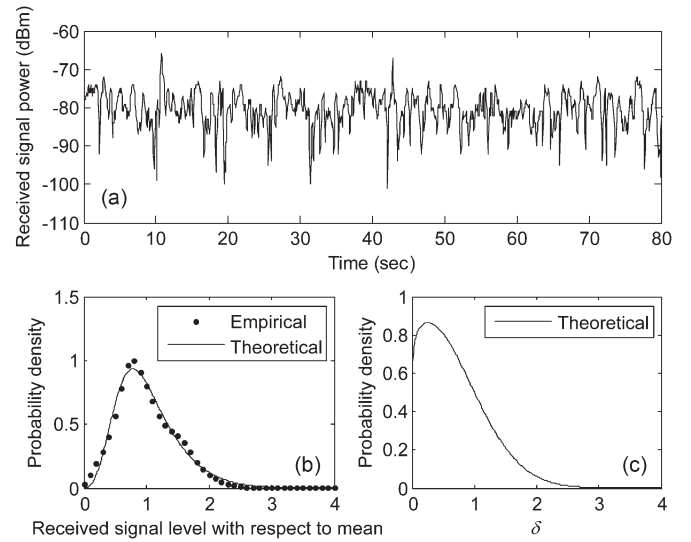 Received signal power (dBm)
-60
-70
-80
-90
-100
-110
(a)
0 10 20 30 40 50 60 70 80
Time (sec)
Probability density
1.5
1
0.5
0
Empirical
Theoretical
(b)
0 1 2 3 4
Received signal level with respect to mean
Probability density
1
0.8
0.6
0.4
0.2
0
Theoretical
(c)
0 1 2 3 4
δ